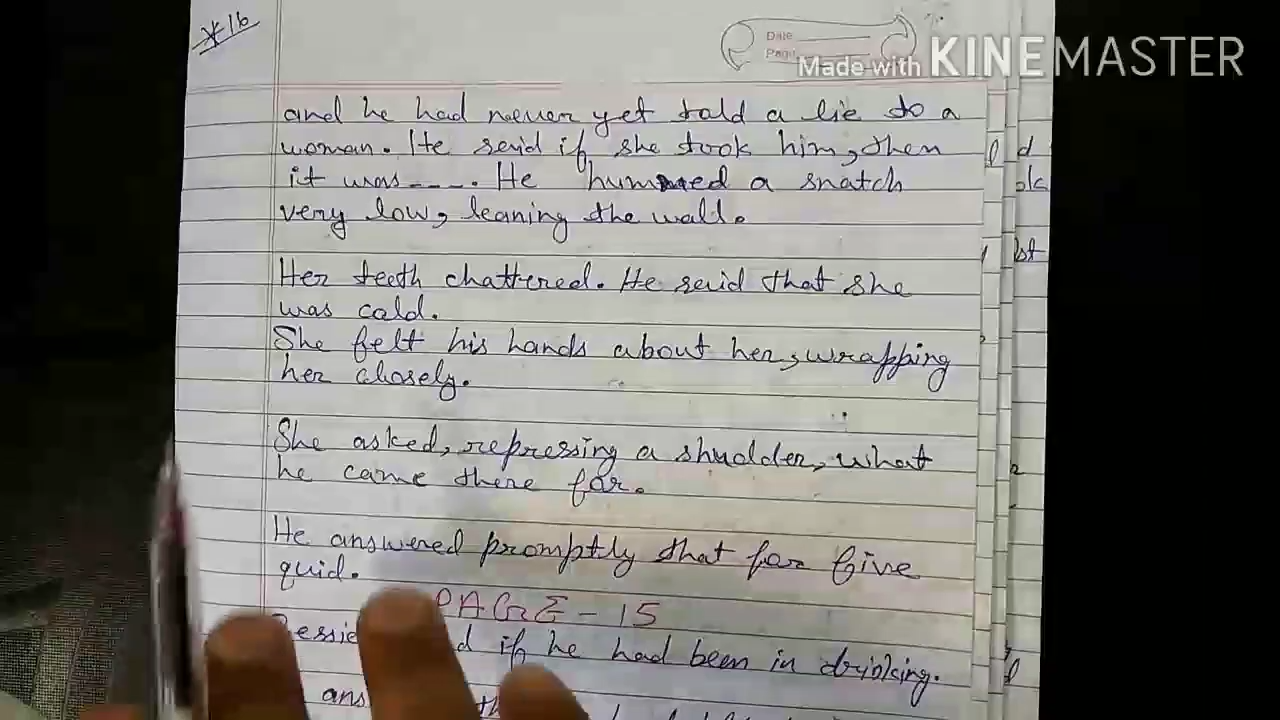 *16
Date
Page
Made with KINEMASTER
and he had never yet told a lie to a
woman. He said if she took him, then
it was----. He hummed a snatch
very low, leaning the wall.
Her teeth chattered. He said that she
was cold.
She felt his hands about her, wrapping
her closely.
She asked, repressing a shudder, what
he came there for.
He answered promptly that for five
quid.
PAGE - 15
if he had been in drinking.